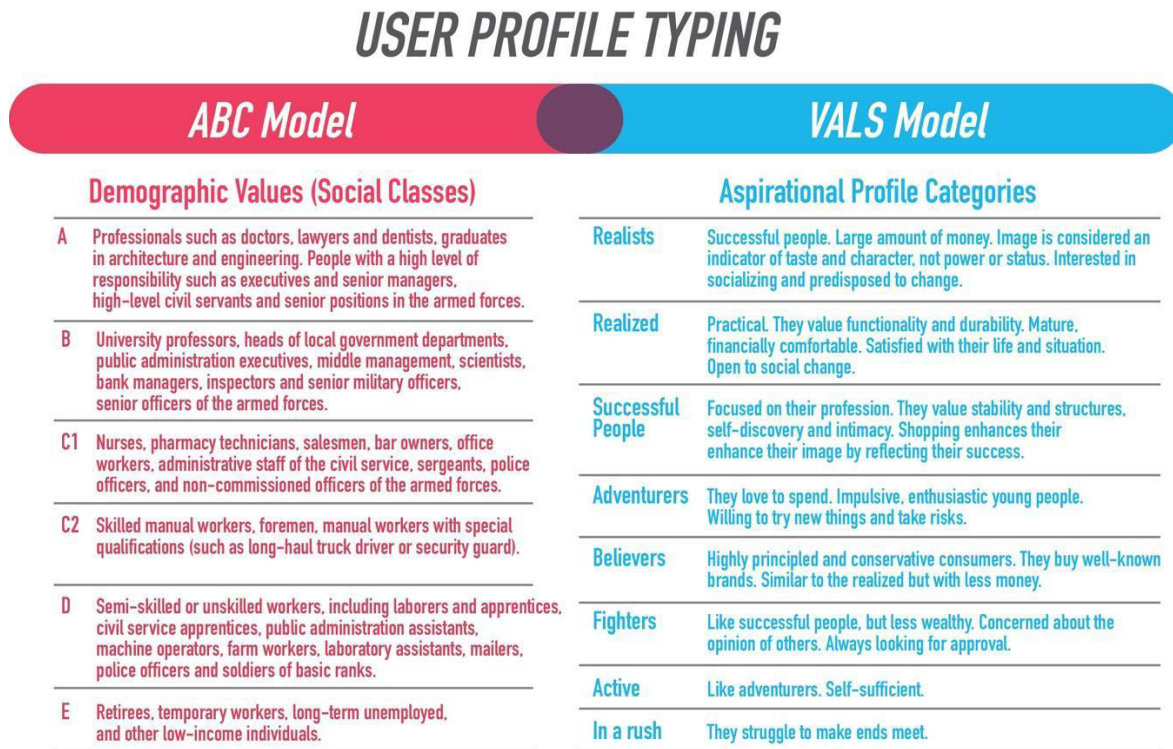 USER PROFILE TYPING
ABC Model
Demographic Values (Social Classes)
A Professionals such as doctors, lawyers and dentists, graduates
in architecture and engineering. People with a high level of
responsibility such as executives and senior managers,
high-level civil servants and senior positions in the armed forces.
B University professors, heads of local government departments,
public administration executives, middle management, scientists,
bank managers, inspectors and senior military officers,
senior officers of the armed forces.
C1 Nurses, pharmacy technicians, salesmen, bar owners, office
workers, administrative staff of the civil service, sergeants, police
officers, and non-commissioned officers of the armed forces.
C2 Skilled manual workers, foremen, manual workers with special
qualifications (such as long-haul truck driver or security guard).
D Semi-skilled or unskilled workers, including laborers and apprentices,
civil service apprentices, public administration assistants,
machine operators, farm workers, laboratory assistants, mailers,
police officers and soldiers of basic ranks.
E Retirees, temporary workers, long-term unemployed,
and other low-income individuals.
VALS Model
Aspirational Profile Categories
Realists Successful people. Large amount of money. Image is considered an
indicator of taste and character, not power or status. Interested in
socializing and predisposed to change.
Realized Practical. They value functionality and durability. Mature,
financially comfortable. Satisfied with their life and situation.
Open to social change.
Successful Focused on their profession. They value stability and structures,
People self-discovery and intimacy. Shopping enhances their
enhance their image by reflecting their success.
Adventurers They love to spend. Impulsive, enthusiastic young people.
Willing to try new things and take risks.
Believers Highly principled and conservative consumers. They buy well-known
brands. Similar to the realized but with less money.
Fighters Like successful people, but less wealthy. Concerned about the
opinion of others. Always looking for approval.
Active Like adventurers. Self-sufficient.
In a rush They struggle to make ends meet.